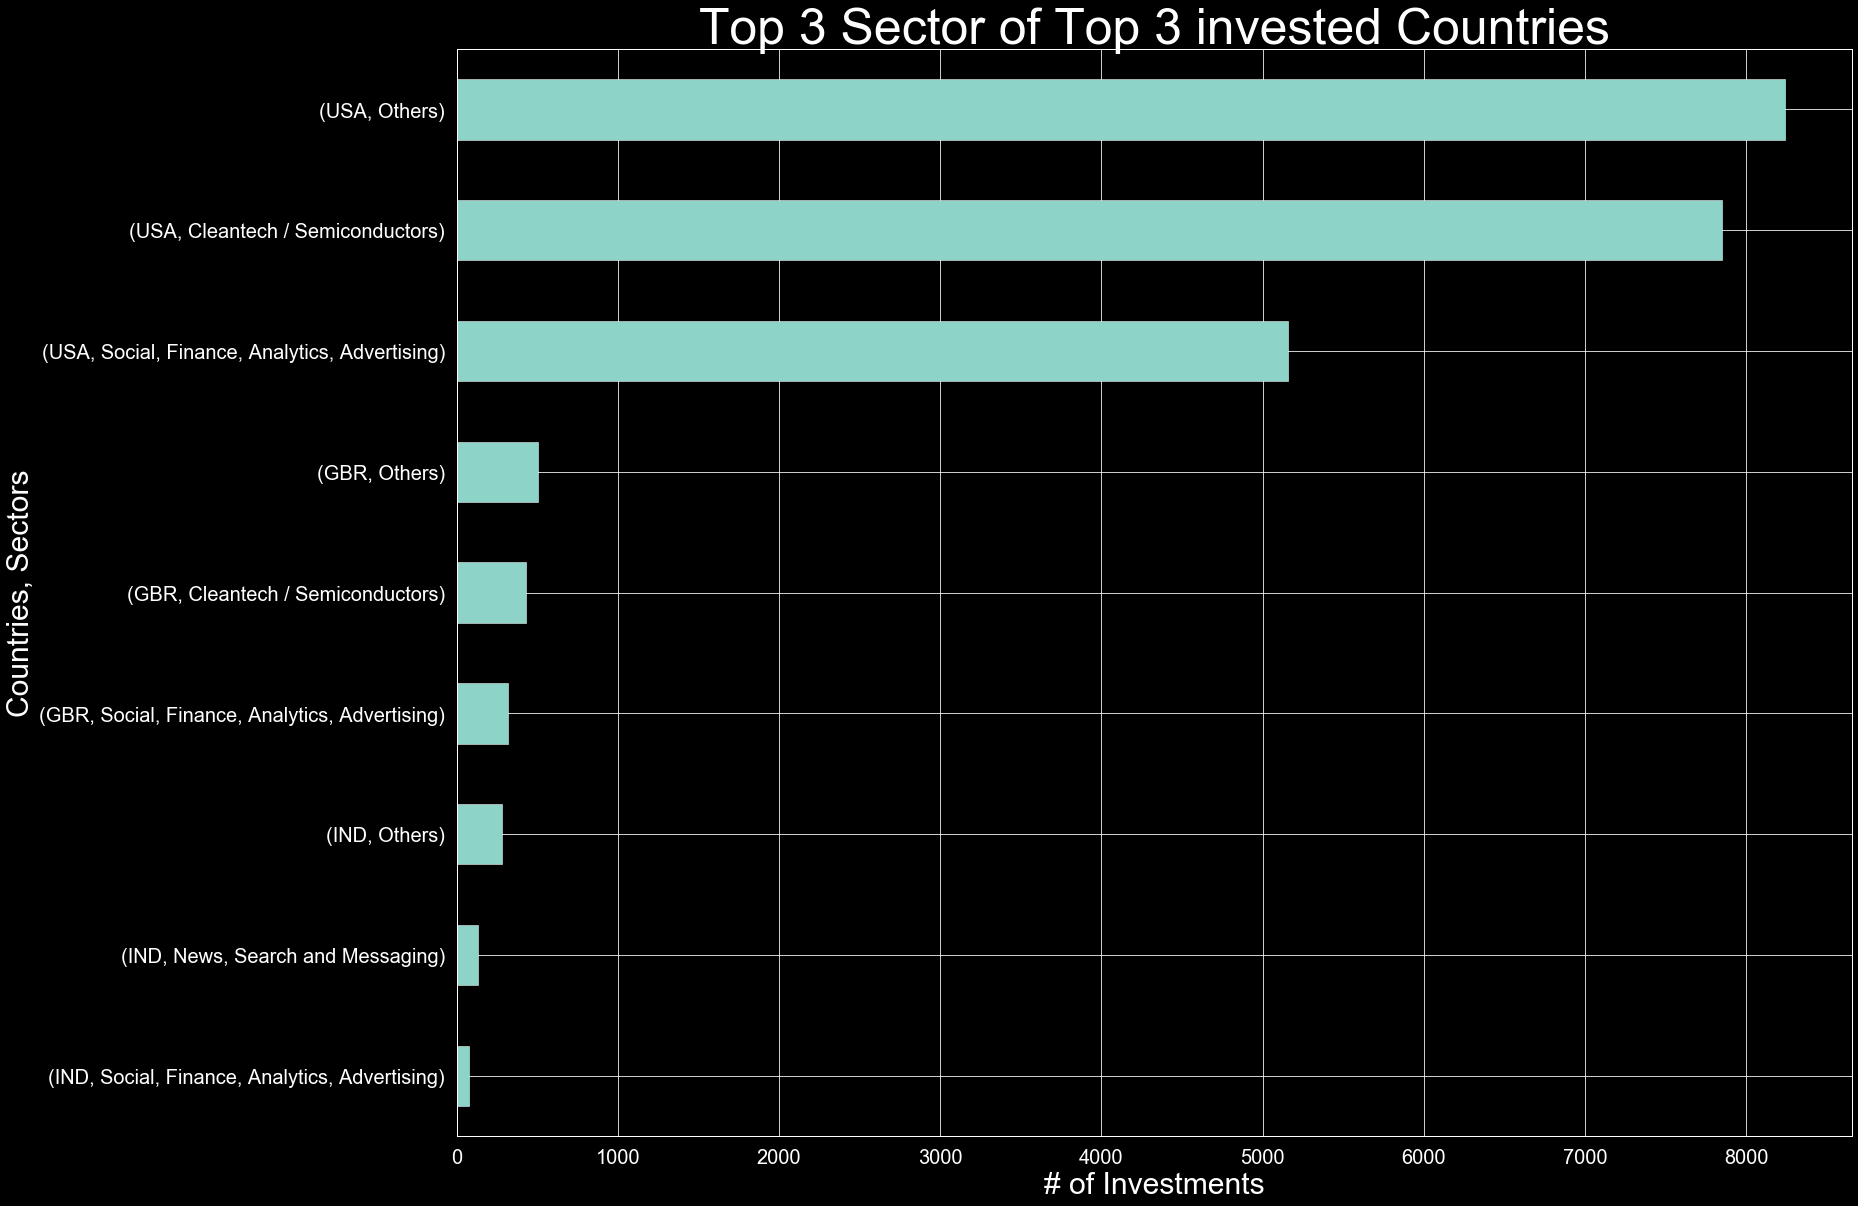 Top 3 Sector of Top 3 invested Countries
(USA, Others)
(USA, Cleantech / Semiconductors)
(USA, Social, Finance, Analytics, Advertising)
(GBR, Others)
(GBR, Cleantech / Semiconductors)
(GBR, Social, Finance, Analytics, Advertising)
(IND, Others)
(IND, News, Search and Messaging)
(IND, Social, Finance, Analytics, Advertising)
Countries, Sectors
0 1000 2000 3000 4000 5000 6000 7000 8000
# of Investments